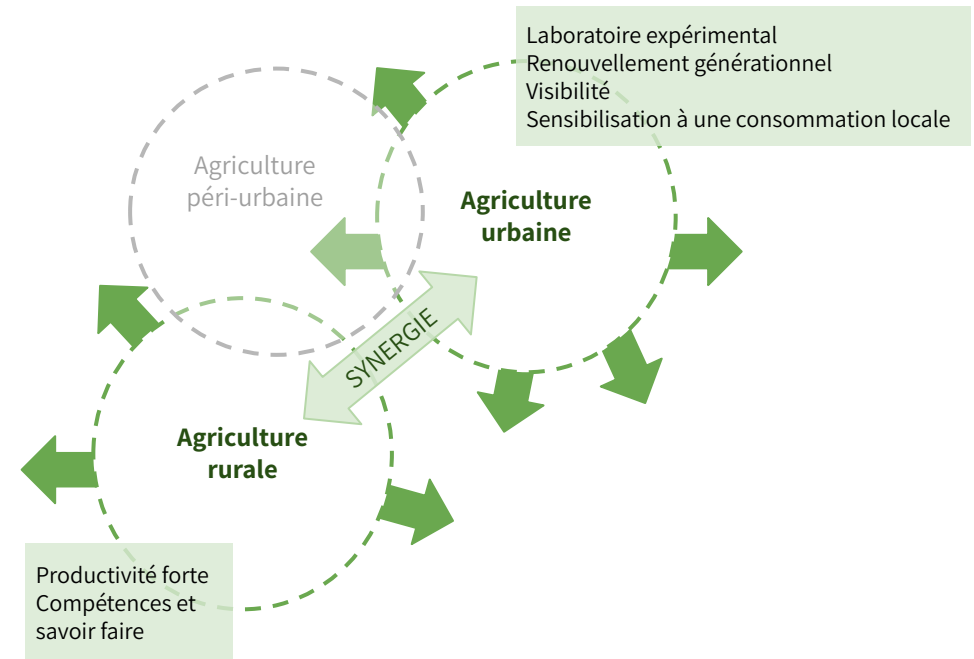 Laboratoire expérimental
Renouvellement générationnel
Visibilité
Sensibilisation à une consommation locale
Agriculture
péri-urbaine
Agriculture
urbaine
SYNERGIE
Agriculture
rurale
Productivité forte
Compétences et
savoir faire